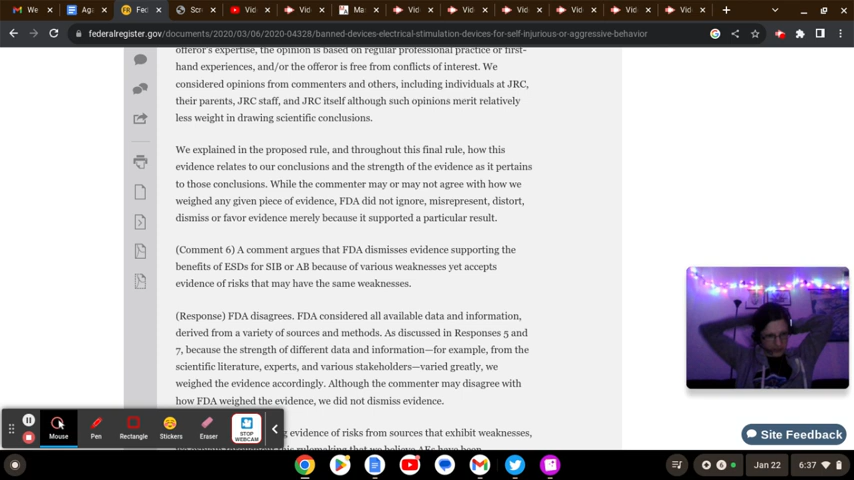 We
Aga
Fed
Scr
Vid
Vid
Mas
Vid
Vid
Vid
Vid
Vid
Vid
federalregister.gov/documents/2020/03/06/2020-04328/banned-devices-electrical-stimulation-devices-for-self-injurious-or-aggressive-behavior
offeror's expertise, the opinion is based on regular professional practice or first-
hand experiences, and/or the offeror is free from conflicts of interest. We
considered opinions from commenters and others, including individuals at JRC,
their parents, JRC staff, and JRC itself although such opinions merit relatively
less weight in drawing scientific conclusions.
We explained in the proposed rule, and throughout this final rule, how this
evidence relates to our conclusions and the strength of the evidence as it pertains
to those conclusions. While the commenter may or may not agree with how we
weighed any given piece of evidence, FDA did not ignore, misrepresent, distort,
dismiss or favor evidence merely because it supported a particular result.
(Comment 6) A comment argues that FDA dismisses evidence supporting the
benefits of ESDs for SIB or AB because of various weaknesses yet accepts
evidence of risks that may have the same weaknesses.
(Response) FDA disagrees. FDA considered all available data and information,
derived from a variety of sources and methods. As discussed in Responses 5 and
7, because the strength of different data and information—for example, from the
scientific literature, experts, and various stakeholders—varied greatly, we
weighed the evidence accordingly. Although the commenter may disagree with
how FDA weighed the evidence, we did not dismiss evidence.
evidence of risks from sources that exhibit weaknesses,
Mouse
Pen
Rectangle
Stickers
Eraser
STOP
WEBCAM
Site Feedback
Jan 22
6:37